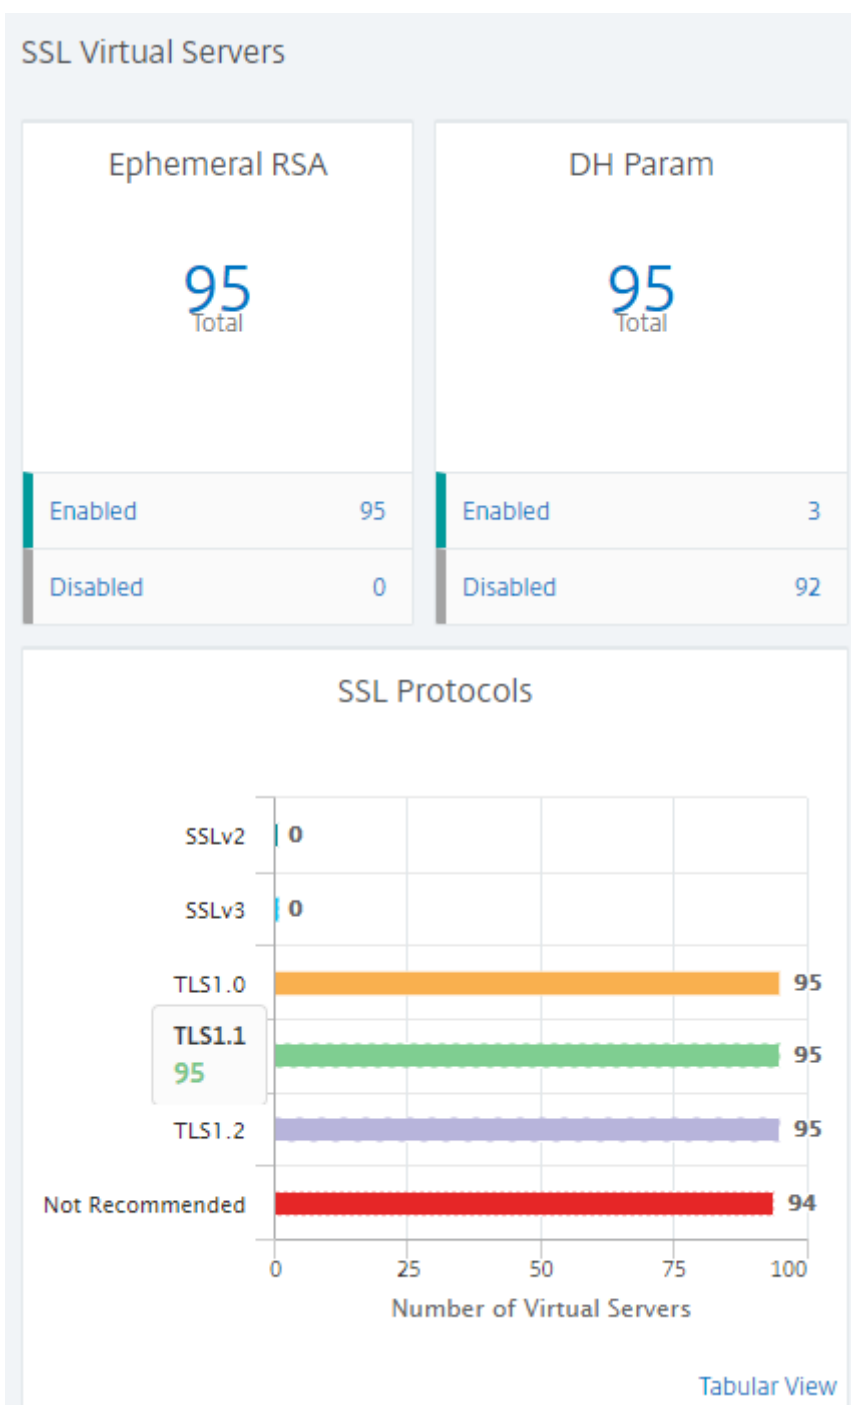 SSL Virtual Servers
Ephemeral RSA
95
Total
Enabled 95
Disabled 0
DH Param
95
Total
Enabled 3
Disabled 92
SSL Protocols
SSLv2 0
SSLv3 0
TLS1.0 95
TLS1.1
95
95
TLS1.2 95
Not Recommended 94
0 25 50 75 100
Number of Virtual Servers
Tabular View